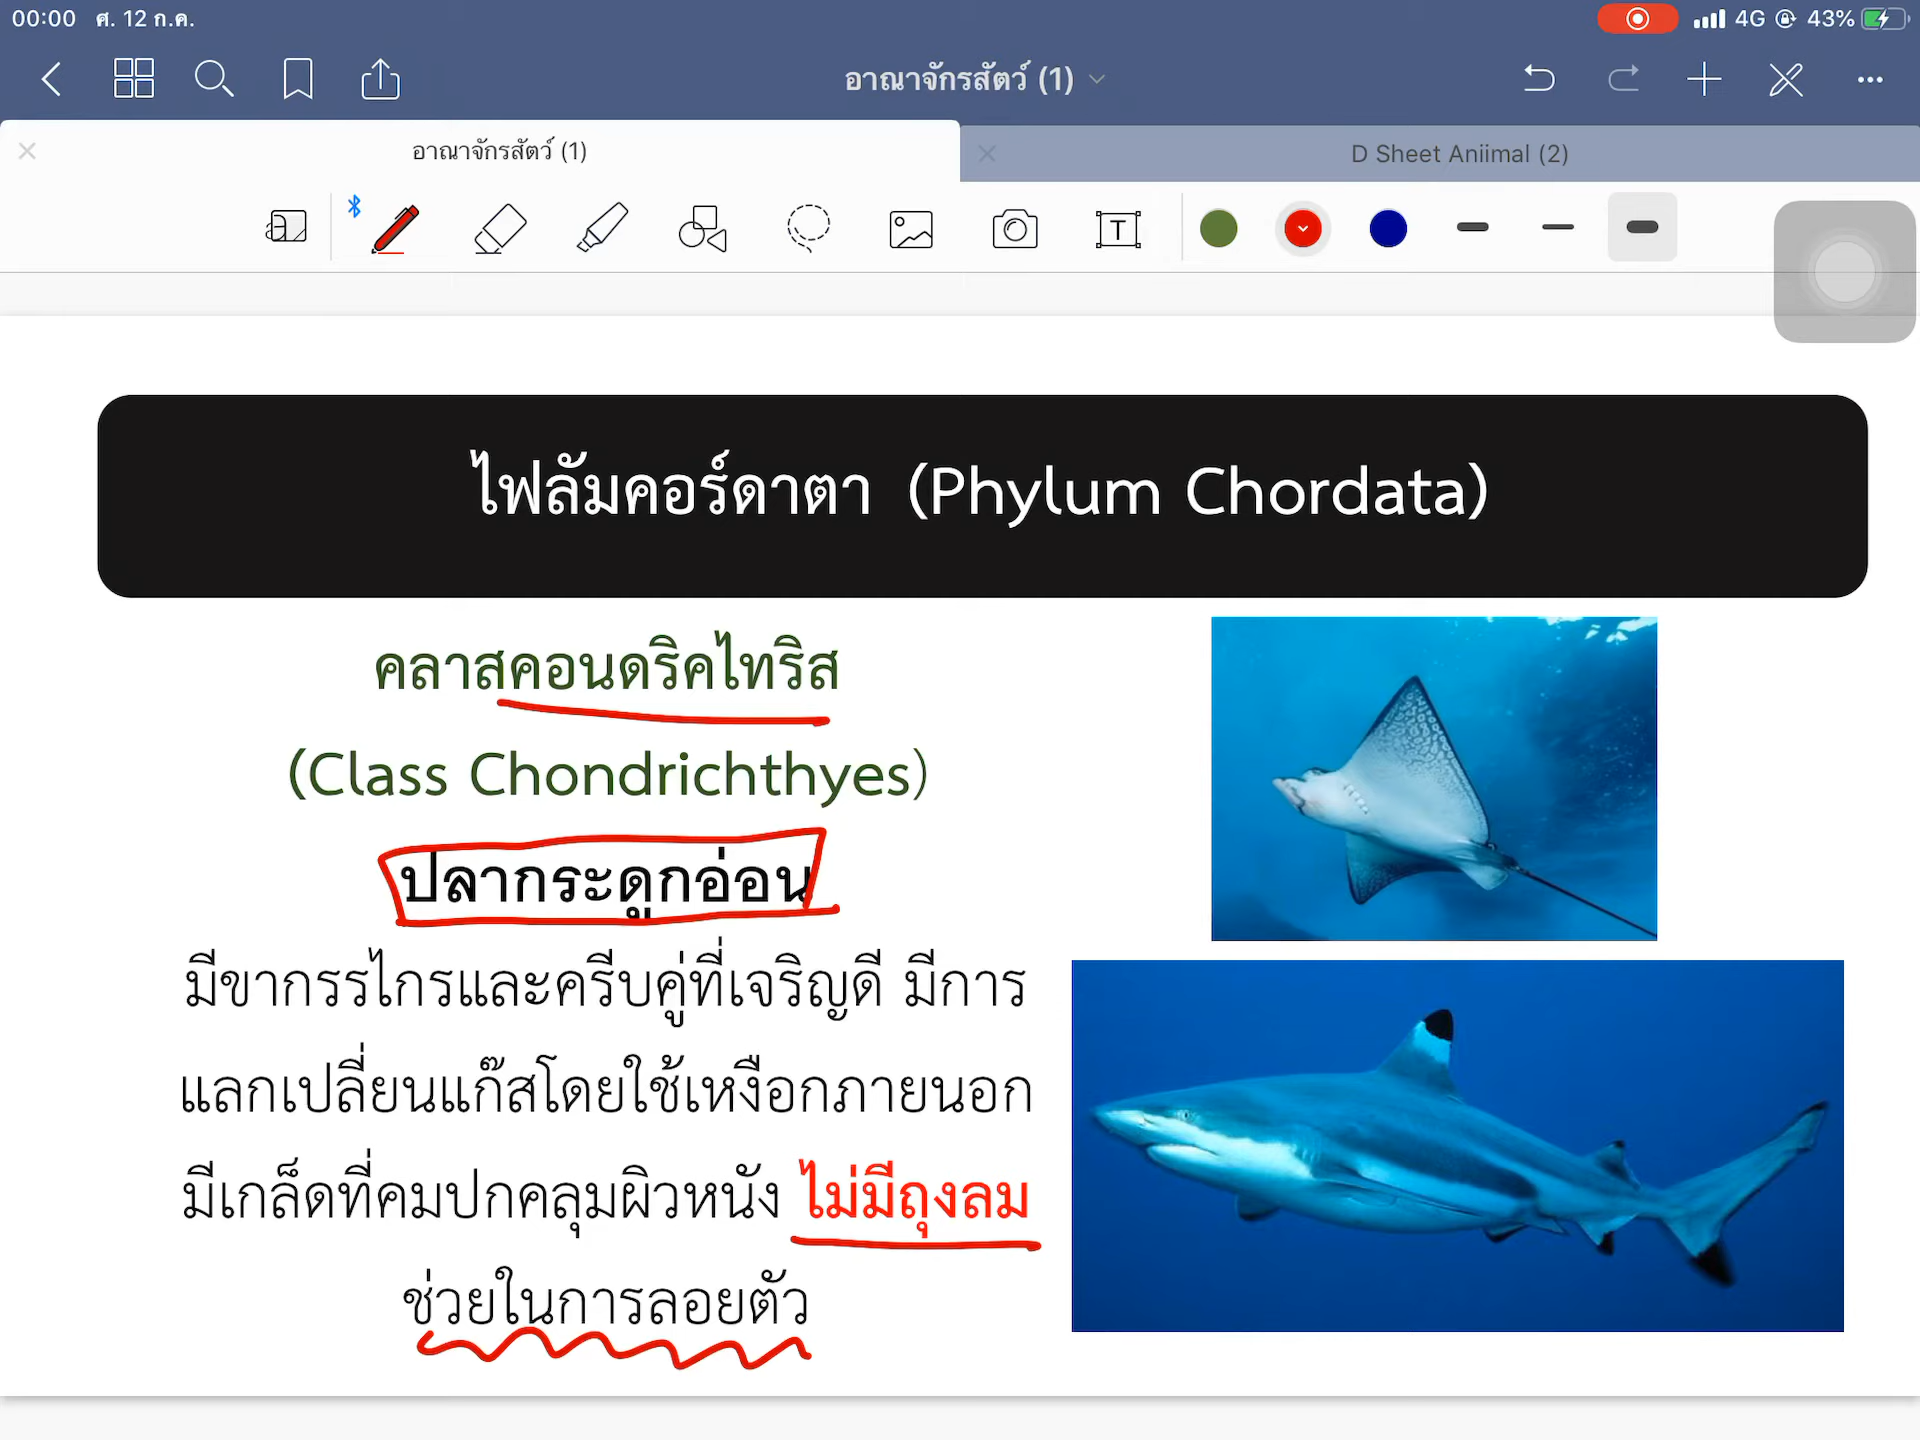 00:00 ศ. 12 ก.ค.
4G 43%
อาณาจักรสัตว์ (1)
อาณาจักรสัตว์ (1)
D Sheet Aniimal (2)
T
ไฟลัมคอร์ดาตา (Phylum Chordata)
คลาสคอนดริคไทริส
(Class Chondrichthyes)
ปลากระดูกอ่อน
มีขากรรไกรและครีบคู่ที่เจริญดี มีการ
แลกเปลี่ยนแก๊สโดยใช้เหงือกภายนอก
มีเกล็ดที่คมปกคลุมผิวหนัง ไม่มีถุงลม
ช่วยในการลอยตัว